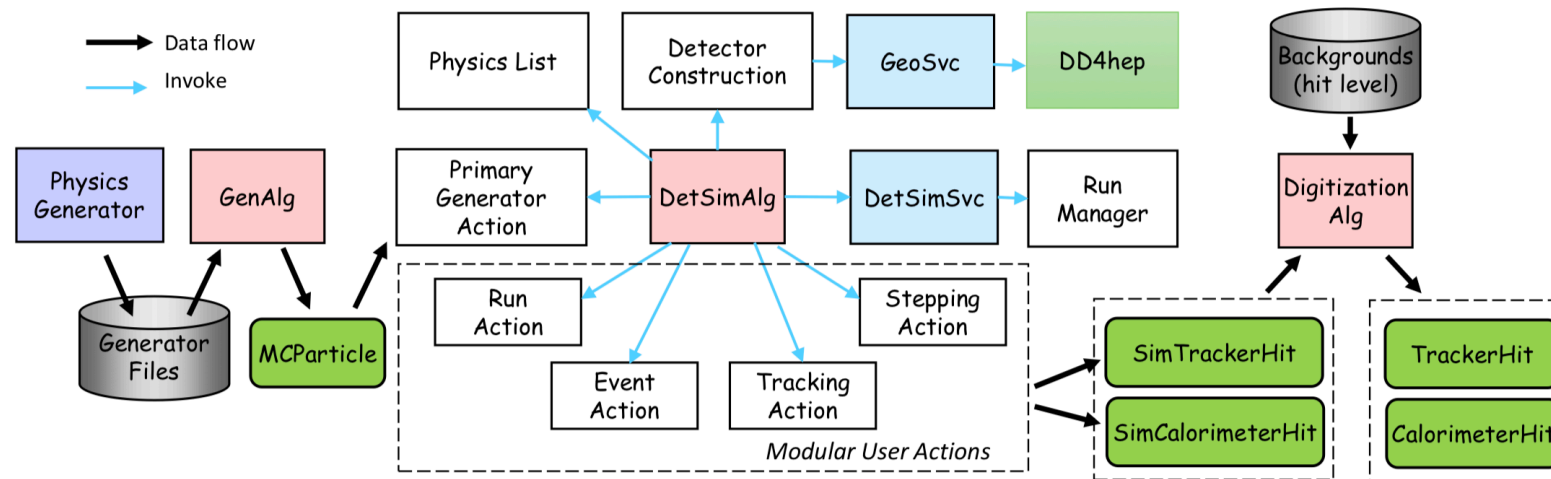 Data flow
Invoke
Physics List
Detector
Construction
GeoSvc
DD4hep
Backgrounds
(hit level)
Physics
Generator
GenAlg
Primary
Generator
Action
DetSimAlg
DetSimSvc
Run
Manager
Digitization
Alg
Generator
Files
MCParticle
Run
Action
Stepping
Action
Event
Action
Tracking
Action
Modular User Actions
SimTrackerHit
SimCalorimeterHit
TrackerHit
CalorimeterHit